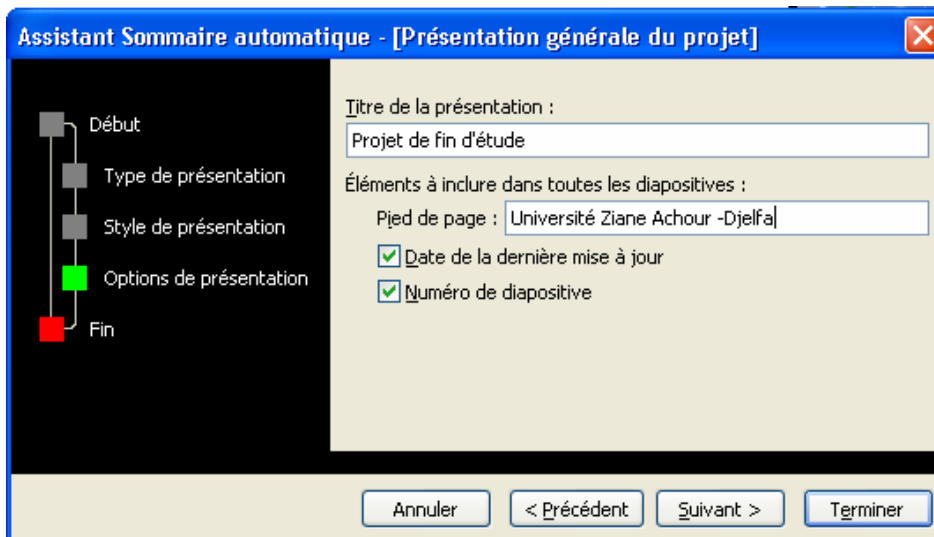 Assistant Sommaire automatique - [Présentation générale du projet]
Début
Type de présentation
Style de présentation
Options de présentation
Fin
Titre de la présentation :
Projet de fin d'étude
Éléments à inclure dans toutes les diapositives :
Pied de page : Université Ziane Achour -Djelfa
Date de la dernière mise à jour
Numéro de diapositive
Annuler < Précédent Suivant > Terminer